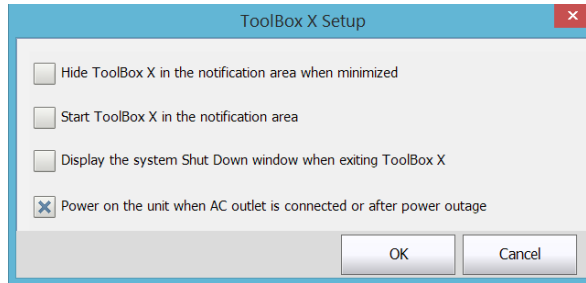 ToolBox X Setup
Hide ToolBox X in the notification area when minimized
Start ToolBox X in the notification area
Display the system Shut Down window when exiting ToolBox X
Power on the unit when AC outlet is connected or after power outage
OK Cancel